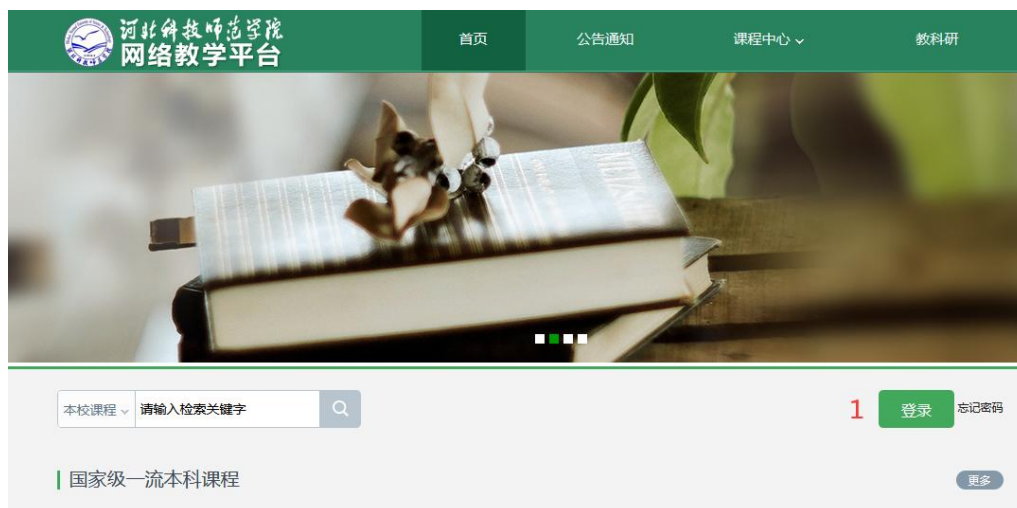 河北科技师范学院
网络教学平台
首页
公告通知
课程中心
教科研
本校课程
请输入检索关键字
1
登录
忘记密码
国家级一流本科课程
更多